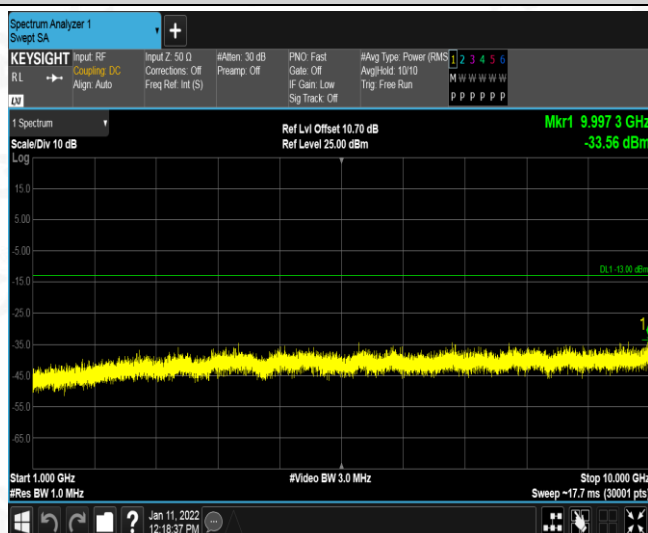 Spectrum Analyzer 1
Swept SA
+
KEYSIGHT
RL
LXI
Input: RF
Coupling: DC
Align: Auto
Input Z: 50 Ω
Corrections: Off
Freq Ref: Int (S)
#Atten: 30 dB
Preamp: Off
PNO: Fast
Gate: Off
IF Gain: Low
Sig Track: Off
#Avg Type: Power (RMS
Avg|Hold: 10/10
Trig: Free Run
1 2 3 4 5 6
M W W W W W
P P P P P P
1 Spectrum
Scale/Div 10 dB
Ref Lvl Offset 10.70 dB
Ref Level 25.00 dBm
Mkr1 9.997 3 GHz
-33.56 dBm
Log
15.0
5.00
-5.00
DL1 -13.00 dBm
-15.0
-25.0
1
-35.0
-45.0
-55.0
-65.0
Start 1.000 GHz
#Video BW 3.0 MHz
Stop 10.000 GHz
#Res BW 1.0 MHz
Sweep ~17.7 ms (30001 pts)
?
Jan 11, 2022
12:18:37 PM